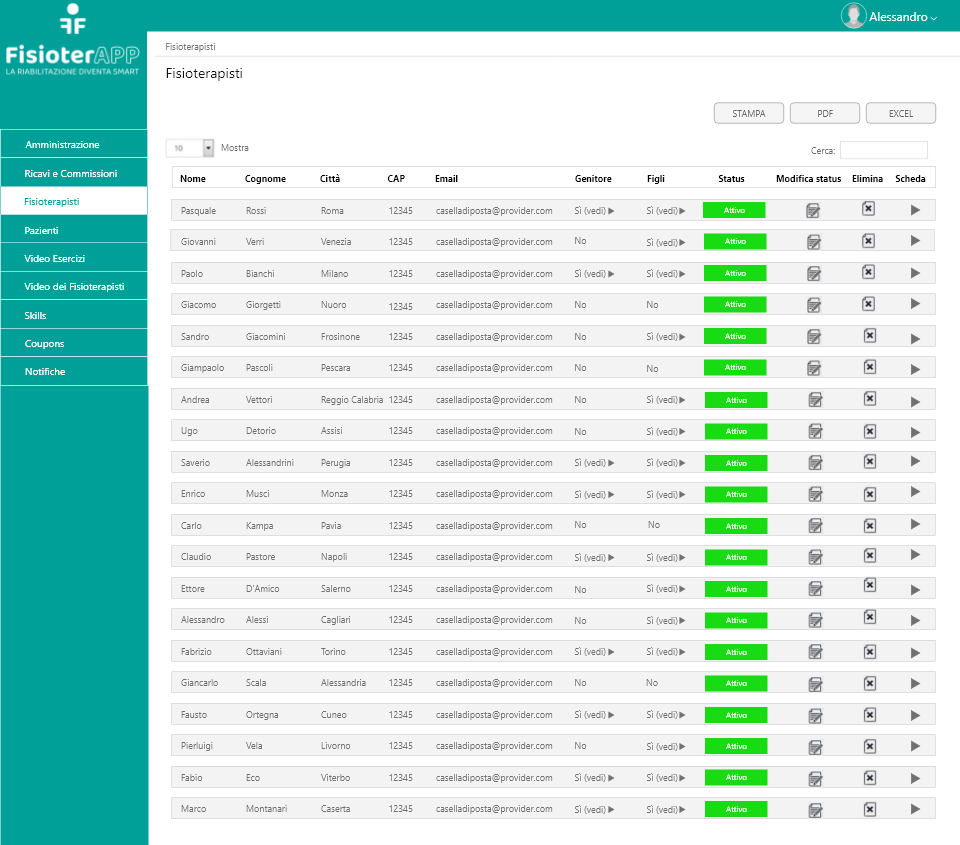 Alessandro
FisioterAPP
LA RIABILITAZIONE DIVENTA SMART
Fisioterapisti
Fisioterapisti
STAMPA PDF EXCEL
Amministrazione
Ricavi e Commissioni
Fisioterapisti
Pazienti
Video Esercizi
Video dei Fisioterapisti
Skills
Coupons
Notifiche
10 Mostra Cerca:
Nome Cognome Città CAP Email Genitore Figli Status Modifica status Elimina Scheda
Pasquale Rossi Roma 12345 caselladiposta@provider.com Sì (vedi) Sì (vedi) Attivo
Giovanni Verri Venezia 12345 caselladiposta@provider.com No Sì (vedi) Attivo
Paolo Bianchi Milano 12345 caselladiposta@provider.com Sì (vedi) Sì (vedi) Attivo
Giacomo Giorgetti Nuoro 12345 caselladiposta@provider.com No No Attivo
Sandro Giacomini Frosinone 12345 caselladiposta@provider.com No Sì (vedi) Attivo
Giampaolo Pascoli Pescara 12345 caselladiposta@provider.com No No Attivo
Andrea Vettori Reggio Calabria 12345 caselladiposta@provider.com No Sì (vedi) Attivo
Ugo Detorio Assisi 12345 caselladiposta@provider.com No Sì (vedi) Attivo
Saverio Alessandrini Perugia 12345 caselladiposta@provider.com Sì (vedi) Sì (vedi) Attivo
Enrico Musci Monza 12345 caselladiposta@provider.com Sì (vedi) Sì (vedi) Attivo
Carlo Kampa Pavia 12345 caselladiposta@provider.com No No Attivo
Claudio Pastore Napoli 12345 caselladiposta@provider.com Sì (vedi) Sì (vedi) Attivo
Ettore D'Amico Salerno 12345 caselladiposta@provider.com No Sì (vedi) Attivo
Alessandro Alessi Cagliari 12345 caselladiposta@provider.com No Sì (vedi) Attivo
Fabrizio Ottaviani Torino 12345 caselladiposta@provider.com Sì (vedi) Sì (vedi) Attivo
Giancarlo Scala Alessandria 12345 caselladiposta@provider.com No No Attivo
Fausto Ortegna Cuneo 12345 caselladiposta@provider.com Sì (vedi) Sì (vedi) Attivo
Pierluigi Vela Livorno 12345 caselladiposta@provider.com No Sì (vedi) Attivo
Fabio Eco Viterbo 12345 caselladiposta@provider.com Sì (vedi) Sì (vedi) Attivo
Marco Montanari Caserta 12345 caselladiposta@provider.com Sì (vedi) Sì (vedi) Attivo